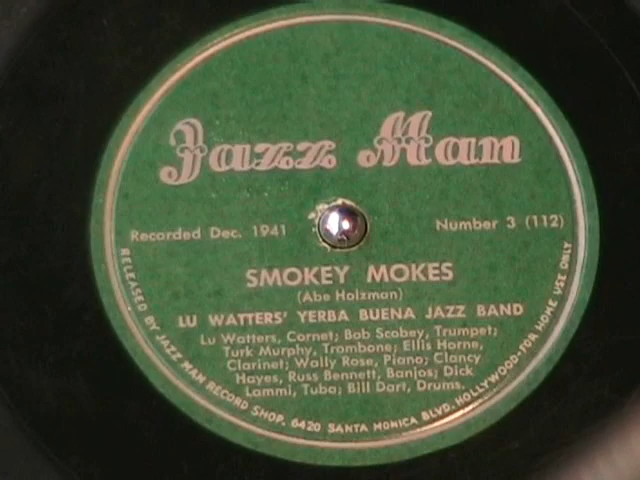 Jazz Man
Recorded Dec. 1941
Number 3 (112)
SMOKEY MOKES
(Abe Holzman)
LU WATTERS' YERBA BUENA JAZZ BAND
Lu Watters, Cornet; Bob Scobey, Trumpet;
Turk Murphy, Trombone; Ellis Horne,
Clarinet; Wally Rose, Piano; Clancy
Hayes, Russ Bennett, Banjos; Dick
Lammi, Tuba; Bill Dart, Drums.
RELEASED BY JAZZ MAN RECORD SHOP. 6420 SANTA MONICA BLVD. HOLLYWOOD-FOR HOME USE ONLY